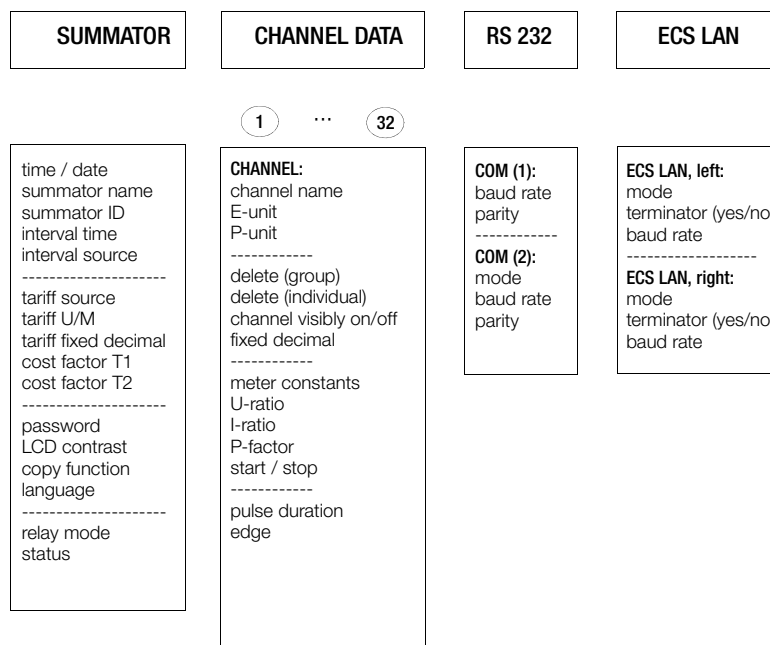 SUMMATOR
CHANNEL DATA
RS 232
ECS LAN
1 ... 32
time / date
summator name
summator ID
interval time
interval source
---------------------
tariff source
tariff U/M
tariff fixed decimal
cost factor T1
cost factor T2
---------------------
password
LCD contrast
copy function
language
---------------------
relay mode
status
CHANNEL:
channel name
E-unit
P-unit
------------
delete (group)
delete (individual)
channel visibly on/off
fixed decimal
------------
meter constants
U-ratio
I-ratio
P-factor
start / stop
------------
pulse duration
edge
COM (1):
baud rate
parity
------------
COM (2):
mode
baud rate
parity
ECS LAN, left:
mode
terminator (yes/no
baud rate
-------------------
ECS LAN, right:
mode
terminator (yes/no
baud rate